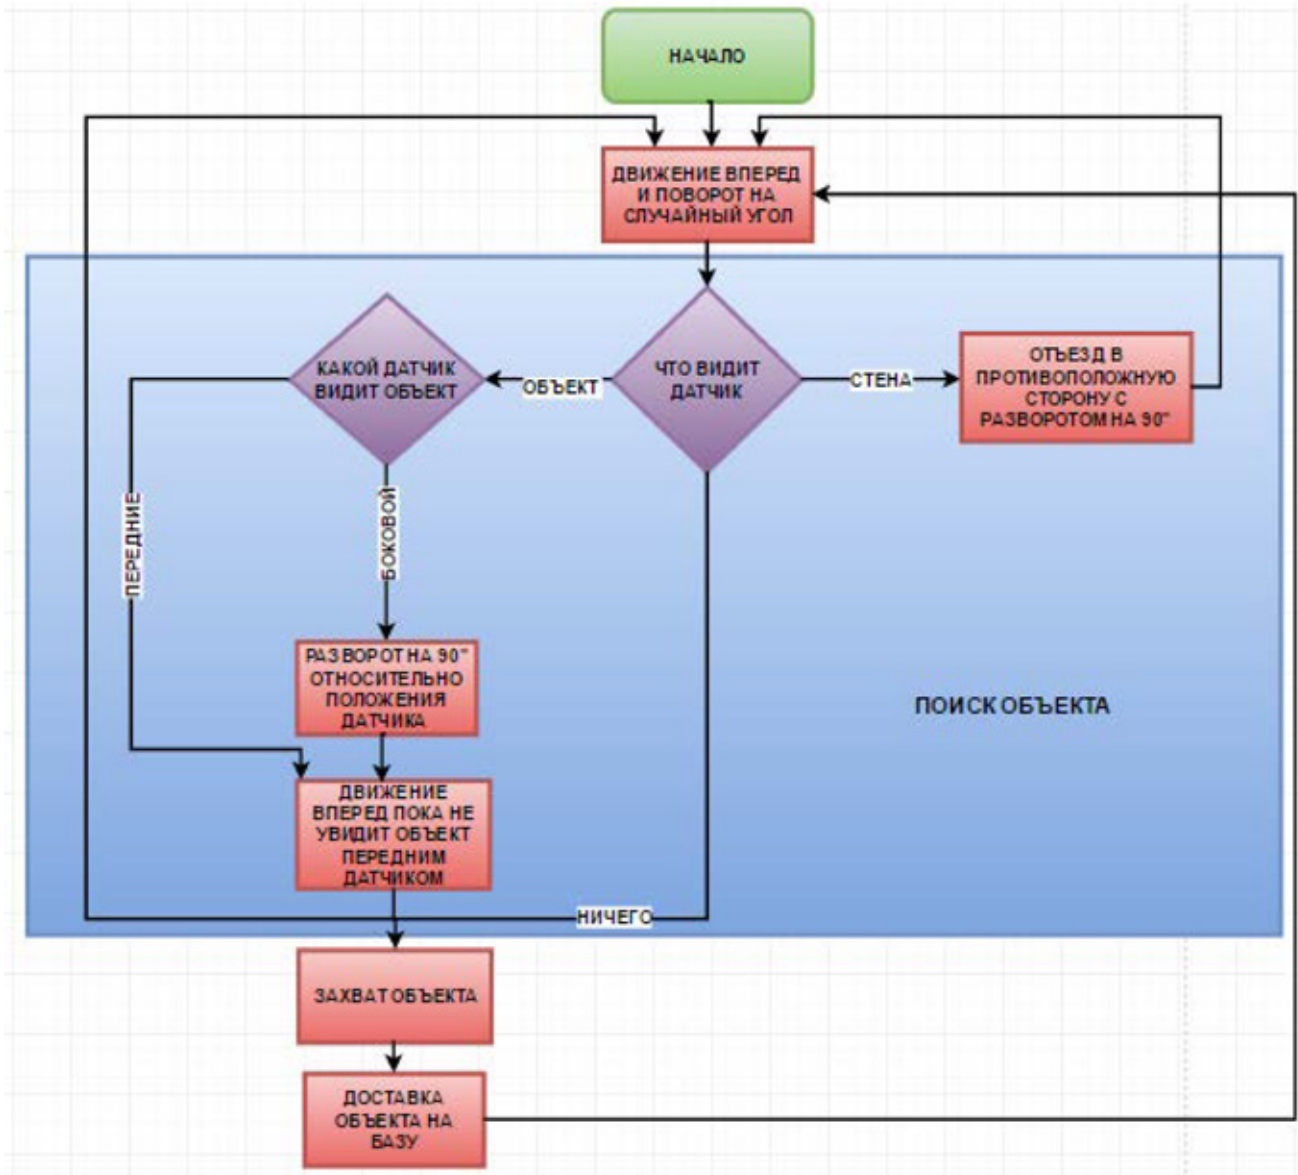 НАЧАЛО
ДВИЖЕНИЕ ВПЕРЕД
И ПОВОРОТ НА
СЛУЧАЙНЫЙ УГОЛ
КАКОЙ ДАТЧИК
ВИДИТ ОБЪЕКТ
ОБЪЕКТ
ЧТО ВИДИТ
ДАТЧИК
СТЕНА
ОТЪЕЗД В
ПРОТИВОПОЛОЖНУЮ
СТОРОНУ С
РАЗВОРОТОМ НА 90"
ПЕРЕДНИЕ
БОКОВОЙ
РАЗВОРОТ НА 90"
ОТНОСИТЕЛЬНО
ПОЛОЖЕНИЯ
ДАТЧИКА
ПОИСК ОБЪЕКТА
ДВИЖЕНИЕ
ВПЕРЕД ПОКА НЕ
УВИДИТ ОБЪЕКТ
ПЕРЕДНИМ
ДАТЧИКОМ
НИЧЕГО
ЗАХВАТ ОБЪЕКТА
ДОСТАВКА
ОБЪЕКТА НА
БАЗУ